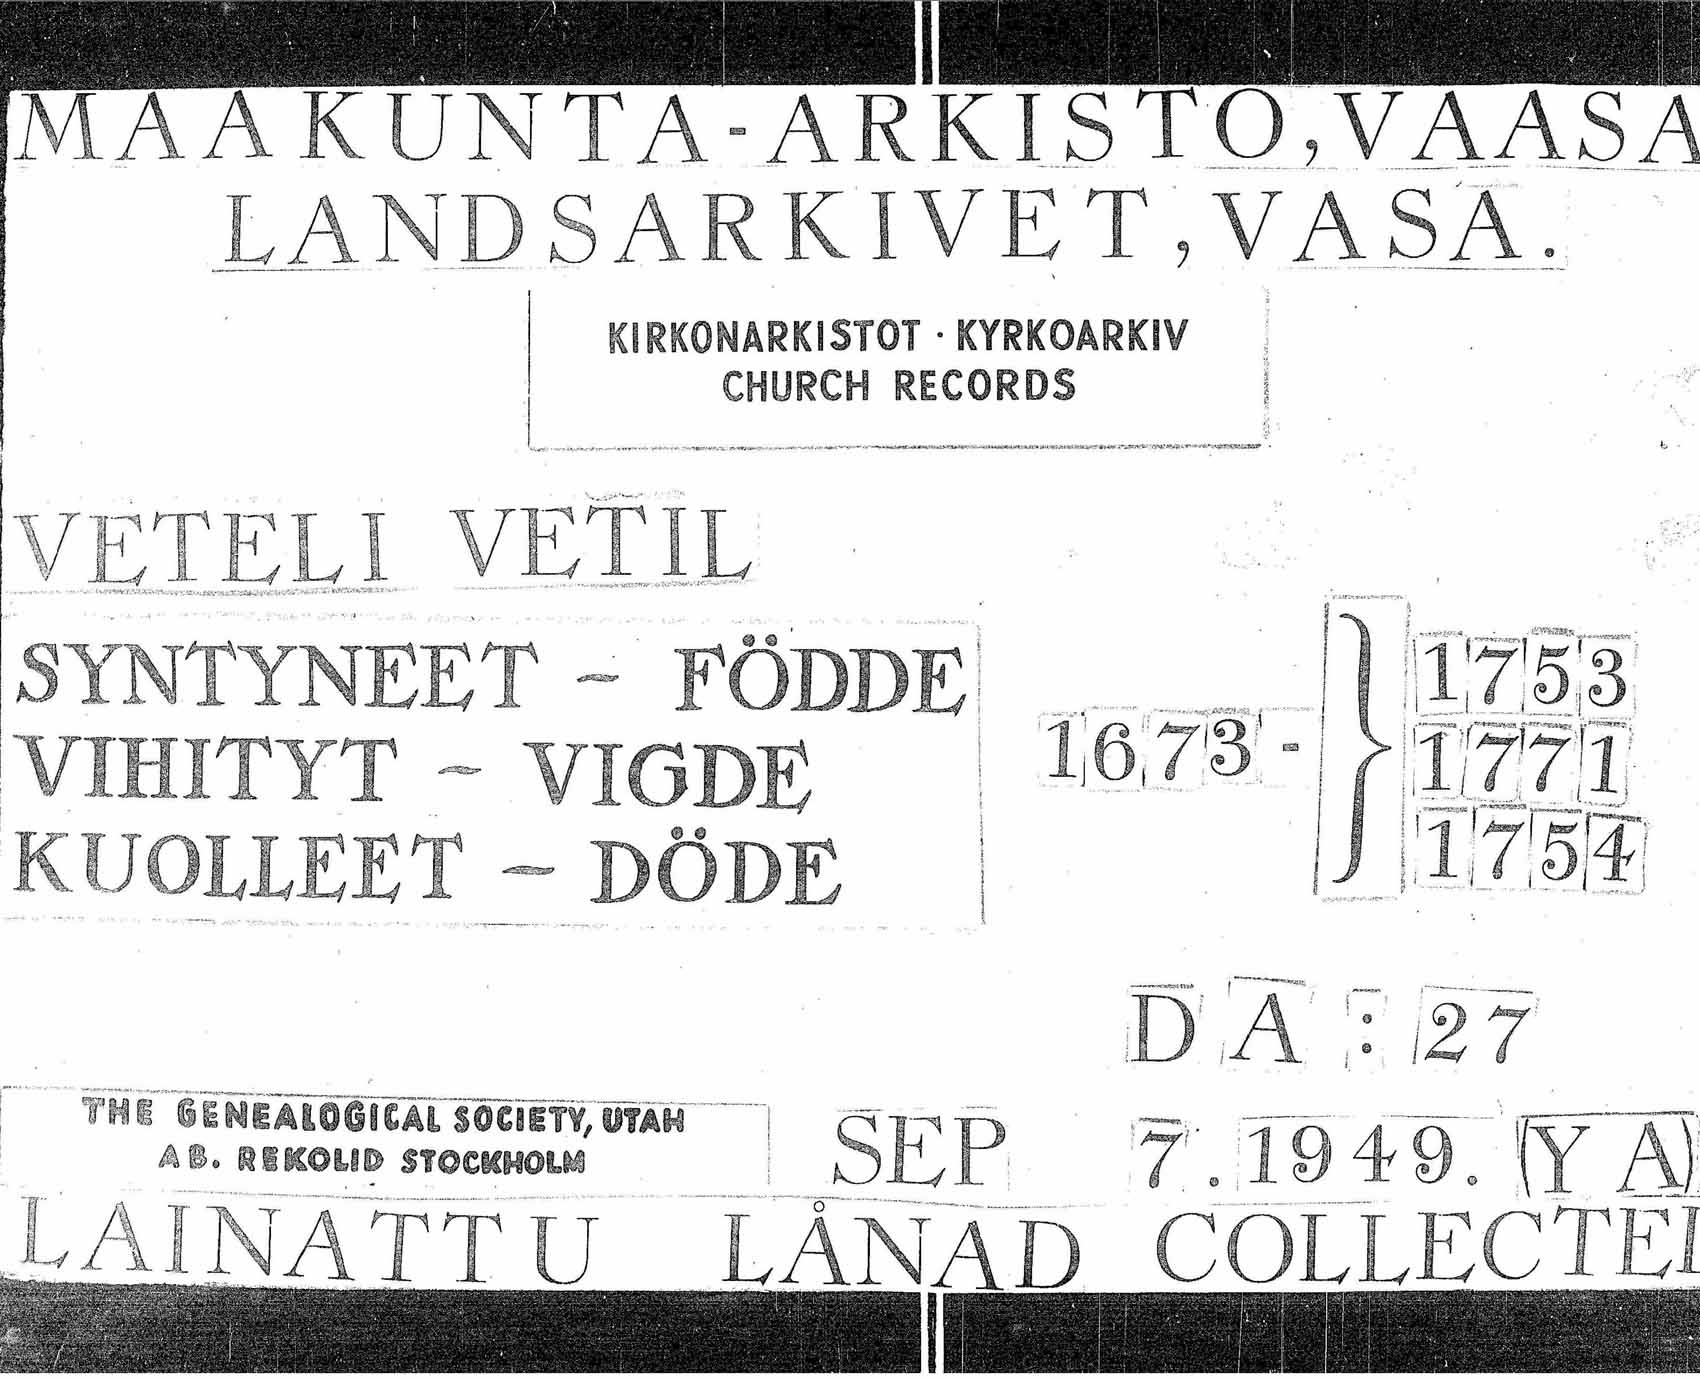 MAAKUNTA-ARKISTO, VAASA
LANDSARKIVET, VASA.
KIRKONARKISTOT · KYRKOARKIV
CHURCH RECORDS
VETELI VETIL
SYNTYNEET - FÖDDE
VIHITYT - VIGDE
KUOLLEET - DÖDE
1673 - }
1753
1771
1754
DA : 27
THE GENEALOGICAL SOCIETY, UTAH
AB. REKOLID STOCKHOLM
SEP 7. 1949. (YA)
LAINATTU LÅNAD COLLECTED